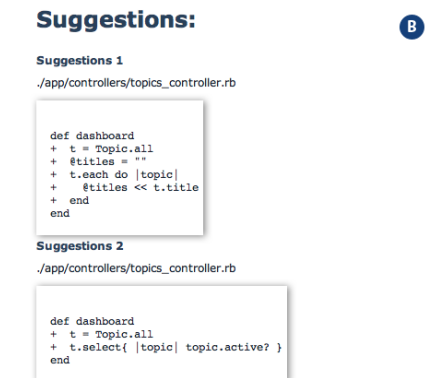 Suggestions:
B
Suggestions 1
./app/controllers/topics_controller.rb
def dashboard
+  t = Topic.all
+  @titles = ""
+  t.each do |topic|
+    @titles << t.title
+  end
end
Suggestions 2
./app/controllers/topics_controller.rb
def dashboard
+  t = Topic.all
+  t.select{ |topic| topic.active? }
end